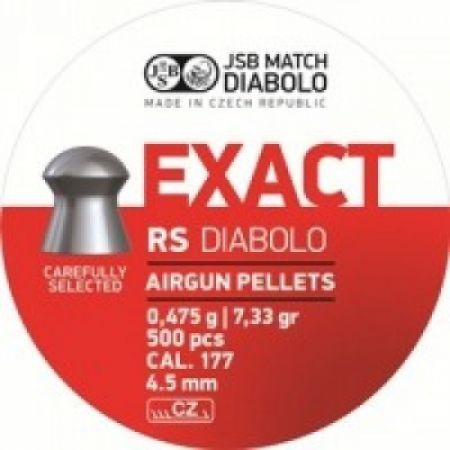 JSB
JSB MATCH
DIABOLO
MADE IN CZECH REPUBLIC
EXACT
RS DIABOLO
CAREFULLY
SELECTED
AIRGUN PELLETS
0,475 g | 7,33 gr
500 pcs
CAL. 177
4.5 mm
CZ